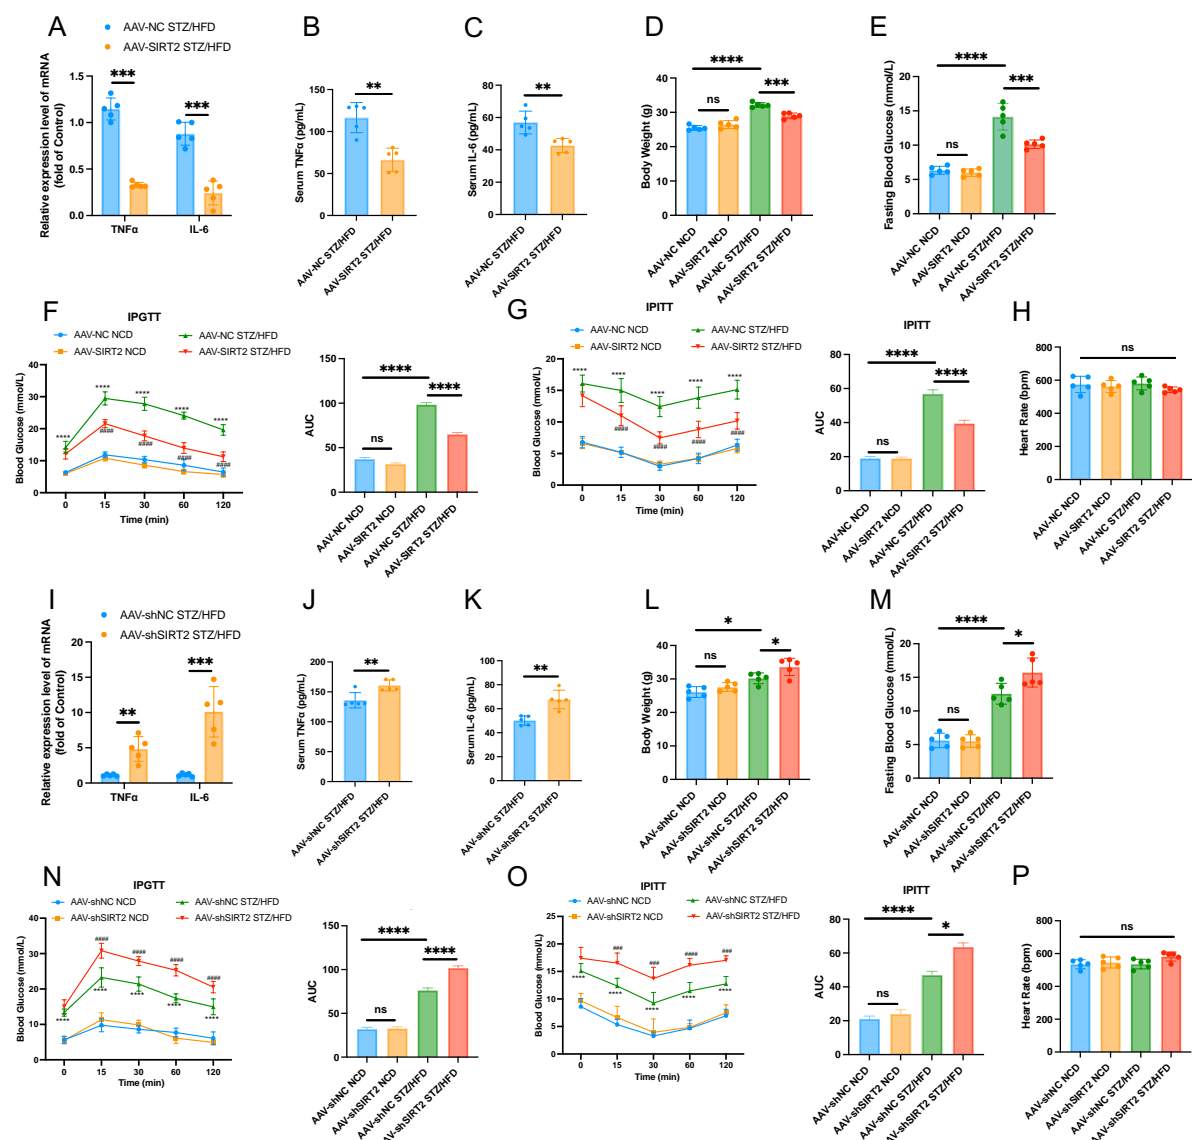 A
AAV-NC STZ/HFD
AAV-SIRT2 STZ/HFD
Relative expression level of mRNA
(fold of Control)
1.5
1.0
0.5
0.0
***
***
TNFα
IL-6
B
Serum TNFα (pg/mL)
150
100
50
0
**
AAV-NC STZ/HFD
AAV-SIRT2 STZ/HFD
C
Serum IL-6 (pg/mL)
80
60
40
20
0
**
AAV-NC STZ/HFD
AAV-SIRT2 STZ/HFD
D
Body Weight (g)
40
30
20
10
0
****
***
ns
AAV-NC NCD
AAV-SIRT2 NCD
AAV-NC STZ/HFD
AAV-SIRT2 STZ/HFD
E
Fasting Blood Glucose (mmol/L)
20
15
10
5
0
****
***
ns
AAV-NC NCD
AAV-SIRT2 NCD
AAV-NC STZ/HFD
AAV-SIRT2 STZ/HFD
F
IPGTT
AAV-NC NCD
AAV-NC STZ/HFD
AAV-SIRT2 NCD
AAV-SIRT2 STZ/HFD
Blood Glucose (mmol/L)
40
30
20
10
0
**** **** **** **** ****
#### #### #### ####
0 15 30 60 120
Time (min)
AUC
150
100
50
0
****
****
ns
AAV-NC NCD
AAV-SIRT2 NCD
AAV-NC STZ/HFD
AAV-SIRT2 STZ/HFD
G
IPITT
AAV-NC NCD
AAV-NC STZ/HFD
AAV-SIRT2 NCD
AAV-SIRT2 STZ/HFD
Blood Glucose (mmol/L)
20
15
10
5
0
**** **** **** **** ****
#### #### #### ####
0 15 30 60 120
Time (min)
IPITT
AUC
80
60
40
20
0
****
****
ns
AAV-NC NCD
AAV-SIRT2 NCD
AAV-NC STZ/HFD
AAV-SIRT2 STZ/HFD
H
Heart Rate (bpm)
800
600
400
200
0
ns
AAV-NC NCD
AAV-SIRT2 NCD
AAV-NC STZ/HFD
AAV-SIRT2 STZ/HFD
I
AAV-shNC STZ/HFD
AAV-shSIRT2 STZ/HFD
Relative expression level of mRNA
(fold of Control)
20
15
10
5
0
**
***
TNFα
IL-6
J
Serum TNFα (pg/mL)
200
150
100
50
0
**
AAV-shNC STZ/HFD
AAV-shSIRT2 STZ/HFD
K
Serum IL-6 (pg/mL)
100
80
60
40
20
0
**
AAV-shNC STZ/HFD
AAV-shSIRT2 STZ/HFD
L
Body Weight (g)
40
30
20
10
0
*
*
ns
AAV-shNC NCD
AAV-shSIRT2 NCD
AAV-shNC STZ/HFD
AAV-shSIRT2 STZ/HFD
M
Fasting Blood Glucose (mmol/L)
20
15
10
5
0
****
*
ns
AAV-shNC NCD
AAV-shSIRT2 NCD
AAV-shNC STZ/HFD
AAV-shSIRT2 STZ/HFD
N
IPGTT
AAV-shNC NCD
AAV-shNC STZ/HFD
AAV-shSIRT2 NCD
AAV-shSIRT2 STZ/HFD
Blood Glucose (mmol/L)
40
30
20
10
0
#### #### #### ####
**** **** **** **** ****
0 15 30 60 120
Time (min)
AUC
150
100
50
0
****
****
ns
AAV-shNC NCD
AAV-shSIRT2 NCD
AAV-shNC STZ/HFD
AAV-shSIRT2 STZ/HFD
O
IPITT
AAV-shNC NCD
AAV-shNC STZ/HFD
AAV-shSIRT2 NCD
AAV-shSIRT2 STZ/HFD
Blood Glucose (mmol/L)
25
20
15
10
5
0
### ### #### ###
**** **** **** **** ****
0 15 30 60 120
Time (min)
IPITT
AUC
80
60
40
20
0
****
*
ns
AAV-shNC NCD
AAV-shSIRT2 NCD
AAV-shNC STZ/HFD
AAV-shSIRT2 STZ/HFD
P
Heart Rate (bpm)
800
600
400
200
0
ns
AAV-shNC NCD
AAV-shSIRT2 NCD
AAV-shNC STZ/HFD
AAV-shSIRT2 STZ/HFD